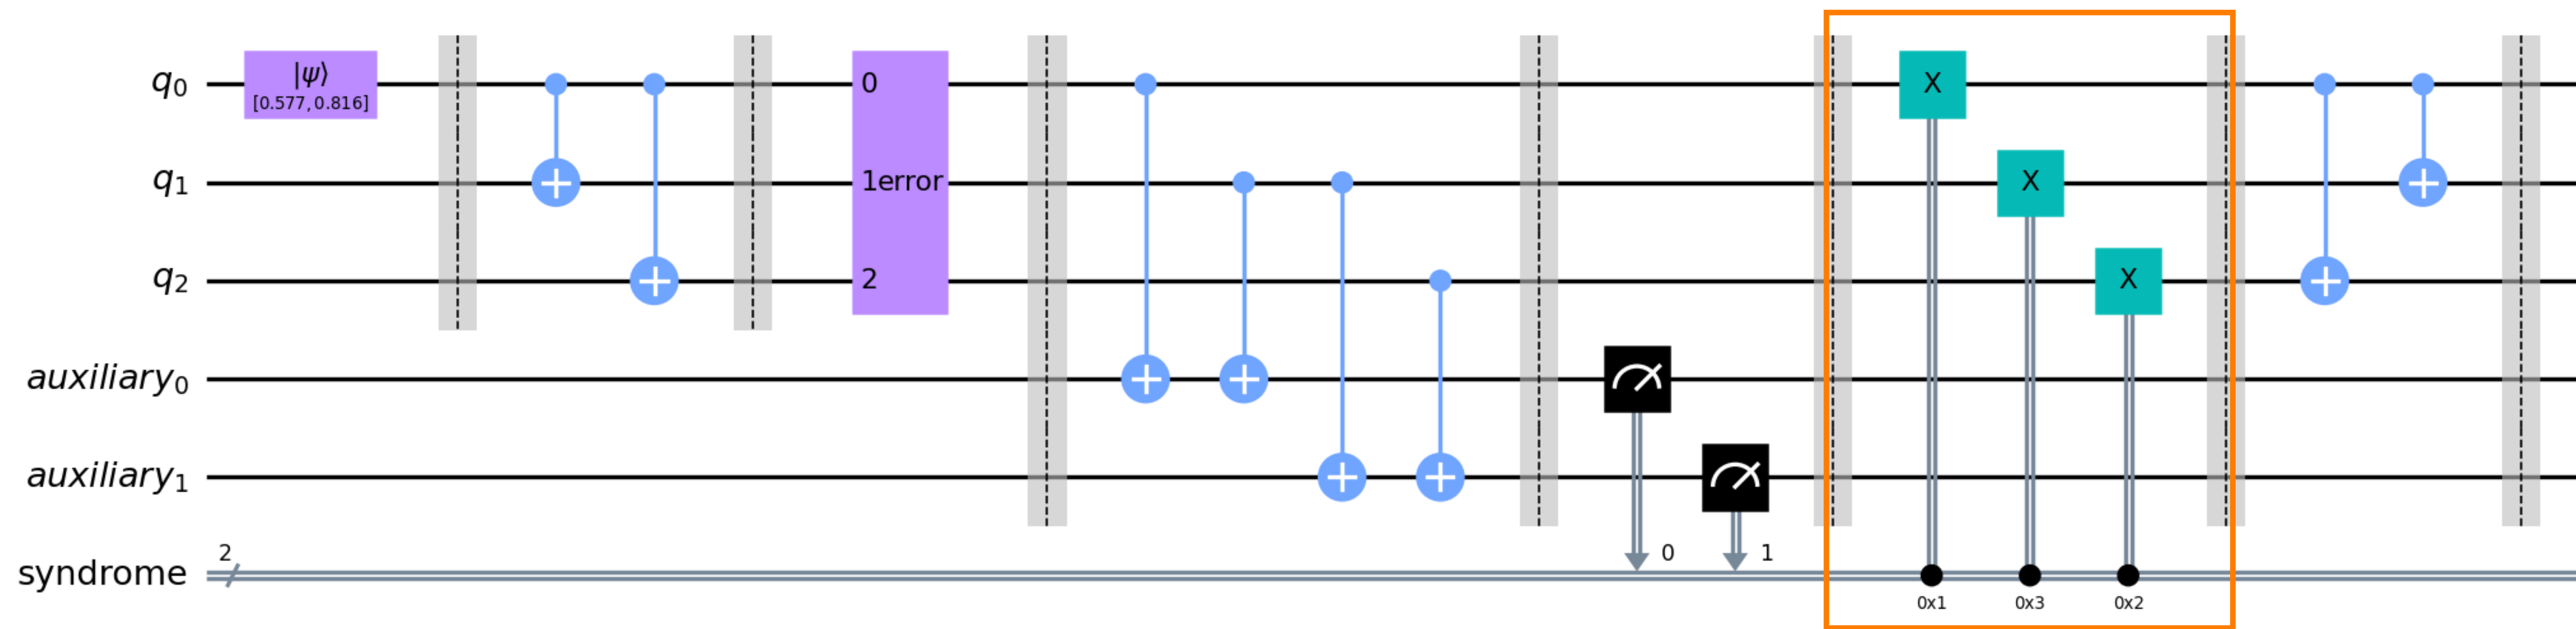 q0 |ψ⟩ 0 X
[0.577, 0.816]
q1 1error X
q2 2 X
auxiliary0
auxiliary1
2 0 1
syndrome
0x1 0x3 0x2